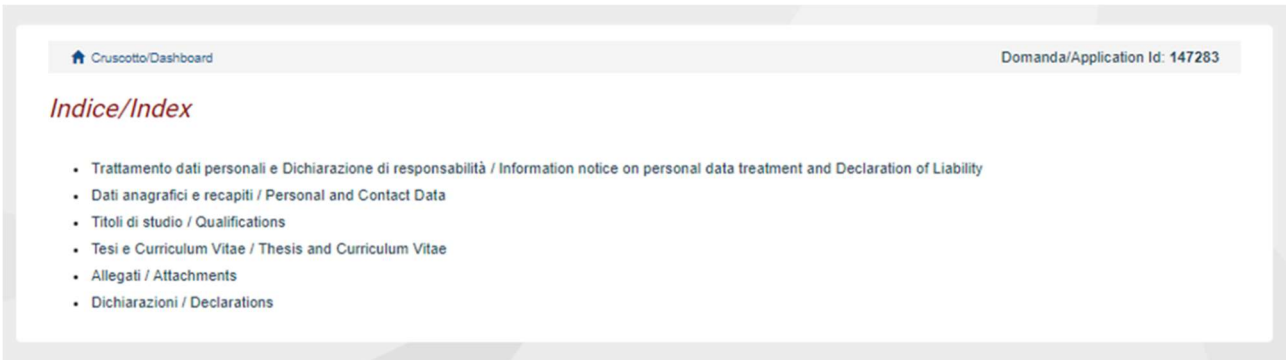 Cruscotto/Dashboard Domanda/Application Id: 147283
Indice/Index
Trattamento dati personali e Dichiarazione di responsabilità / Information notice on personal data treatment and Declaration of Liability
Dati anagrafici e recapiti / Personal and Contact Data
Titoli di studio / Qualifications
Tesi e Curriculum Vitae / Thesis and Curriculum Vitae
Allegati / Attachments
Dichiarazioni / Declarations